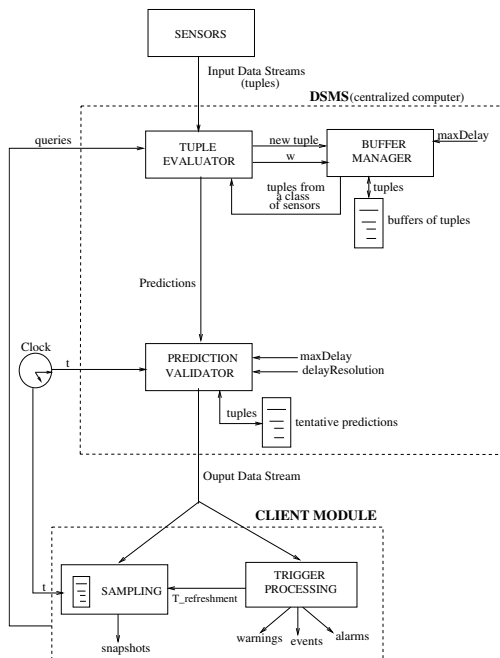 SENSORS
Input Data Streams
(tuples)
DSMS(centralized computer)
queries
TUPLE
EVALUATOR
new tuple
w
BUFFER
MANAGER
maxDelay
tuples from
a class
of sensors
tuples
buffers of tuples
Predictions
Clock
t
PREDICTION
VALIDATOR
maxDelay
delayResolution
tuples
tentative predictions
Ouput Data Stream
CLIENT MODULE
t
SAMPLING
T_refreshment
TRIGGER
PROCESSING
snapshots
warnings
events
alarms